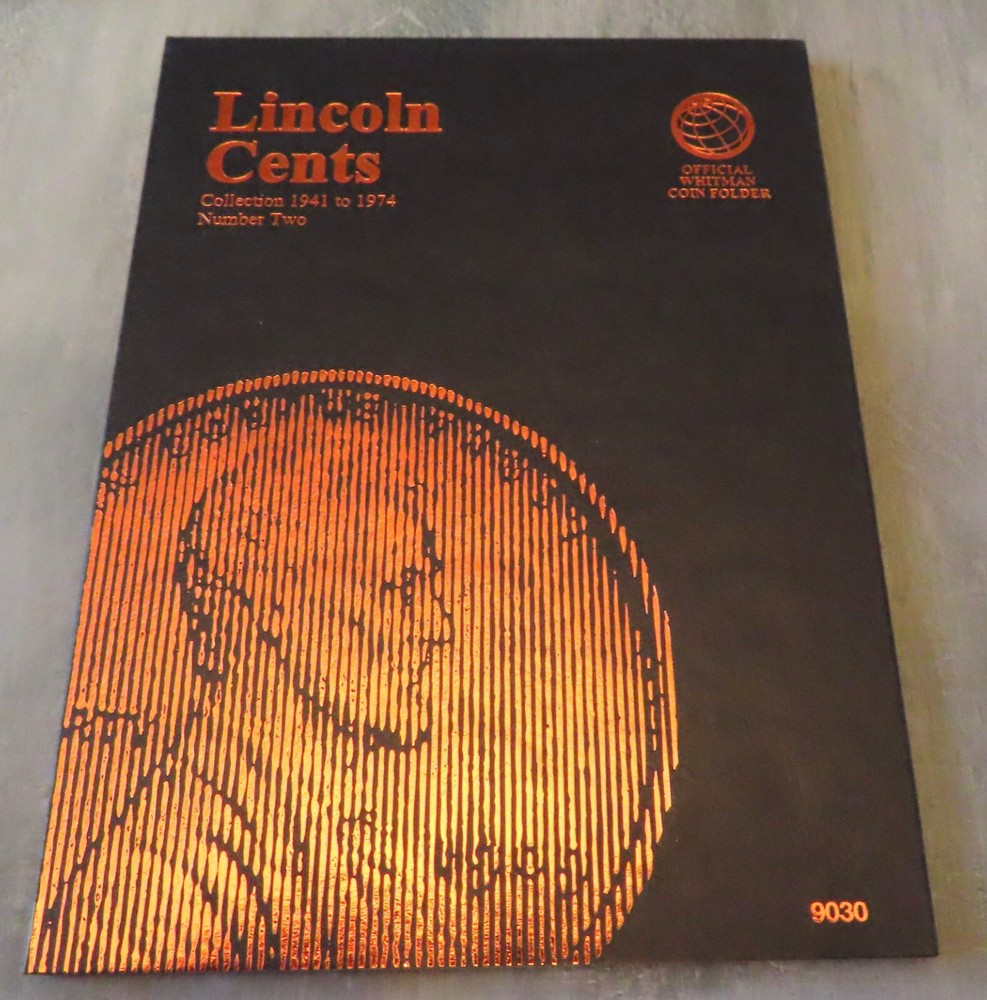 Lincoln
Cents
Collection 1941 to 1974
Number Two
OFFICIAL
WHITMAN
COIN FOLDER
9030